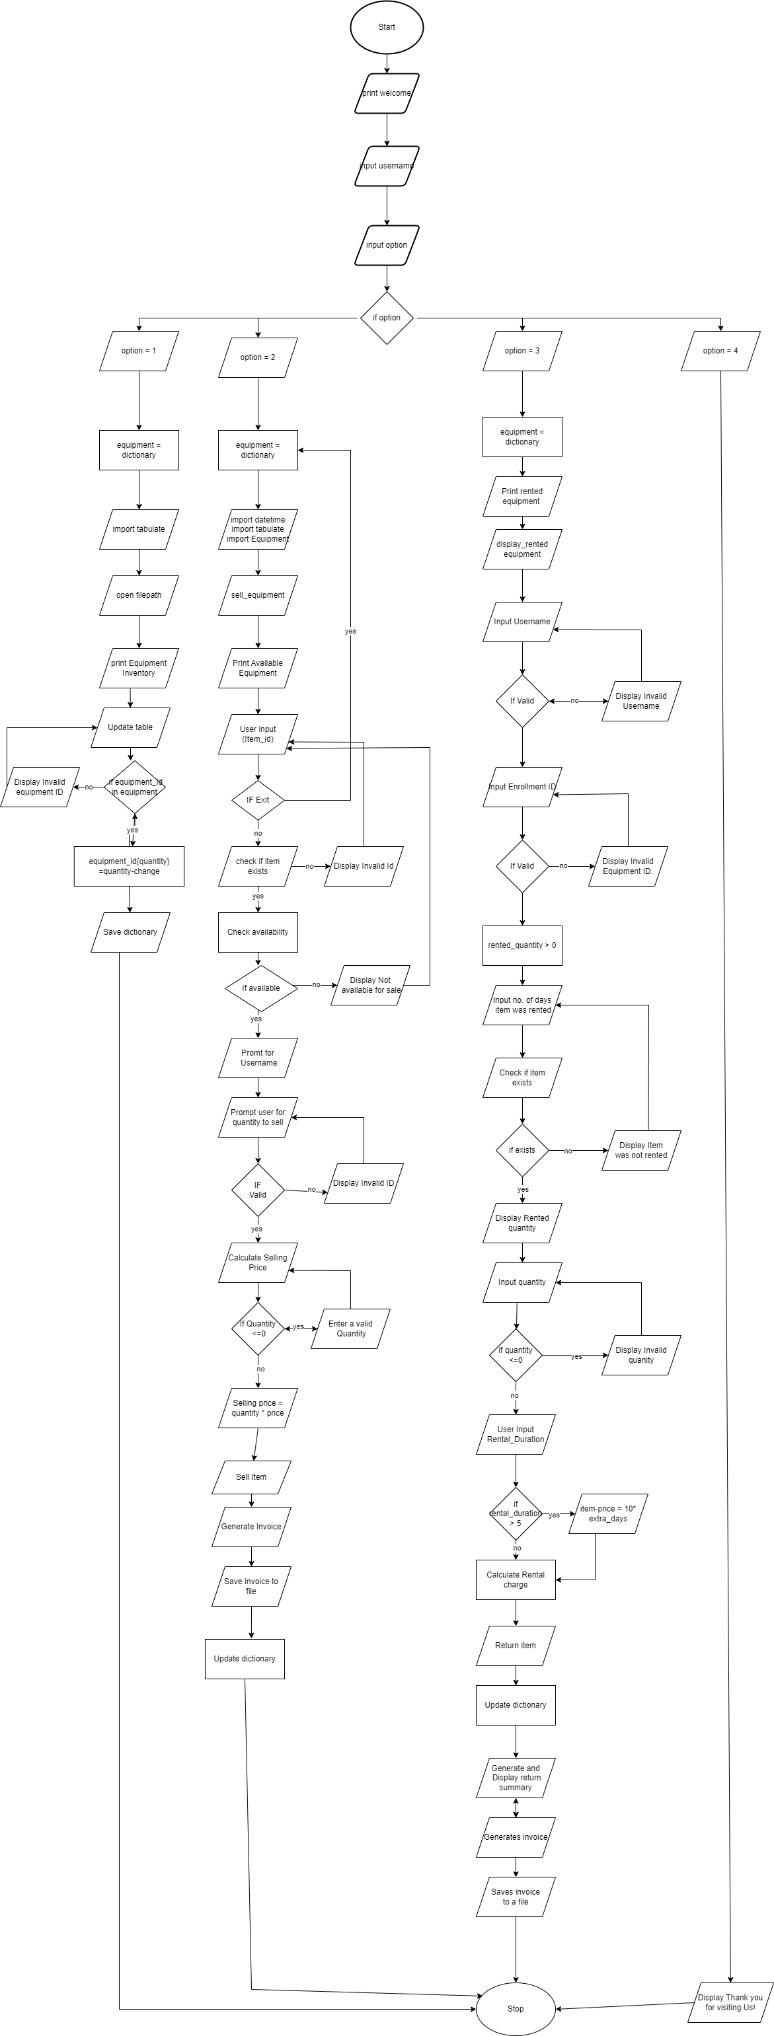 Start
print welcome
input username
input option
if option
option = 1
equipment =
dictionary
import tabulate
open filepath
print Equipment
Inventory
Update table
if equipment_id
in equipment
no
Display Invalid
equipment ID
yes
equipment_id[quantity]
=quantity-change
Save dictionary
option = 2
equipment =
dictionary
import datetime
import tabulate
import Equipment
sell_equipment
Print Available
Equipment
User input
(Item_id)
IF Exit
yes
no
check if Item
exists
no
Display Invalid Id
yes
Check availability
If available
no
Display Not
available for sale
yes
Promt for
Username
Prompt user for
quantity to sell
IF
Valid
no
Display Invalid ID
yes
Calculate Selling
Price
If Quantity
<=0
yes
Enter a valid
Quantity
no
Selling price =
quantity * price
Sell Item
Generate Invoice
Save Invoice to
file
Update dictionary
option = 3
equipment =
dictionary
Print rented
equipment
display_rented
equipment
Input Username
If Valid
no
Display Invalid
Username
Input Enrollment ID
If Valid
no
Display Invalid
Equipment ID.
rented_quantity > 0
Input no. of days
item was rented
Check if item
exists
if exists
no
Display Item
was not rented
yes
Display Rented
quantity
Input quantity
If quantity
<=0
yes
Display Invalid
quanity
no
User Input
Rental_Duration
if
rental_duration
> 5
yes
item-price = 10*
extra_days
no
Calculate Rental
charge
Return item
Update dictionary
Generate and
Display return
summary
Generates invoice
Saves invoice
to a file
Stop
option = 4
Display Thank you
for visiting Us!